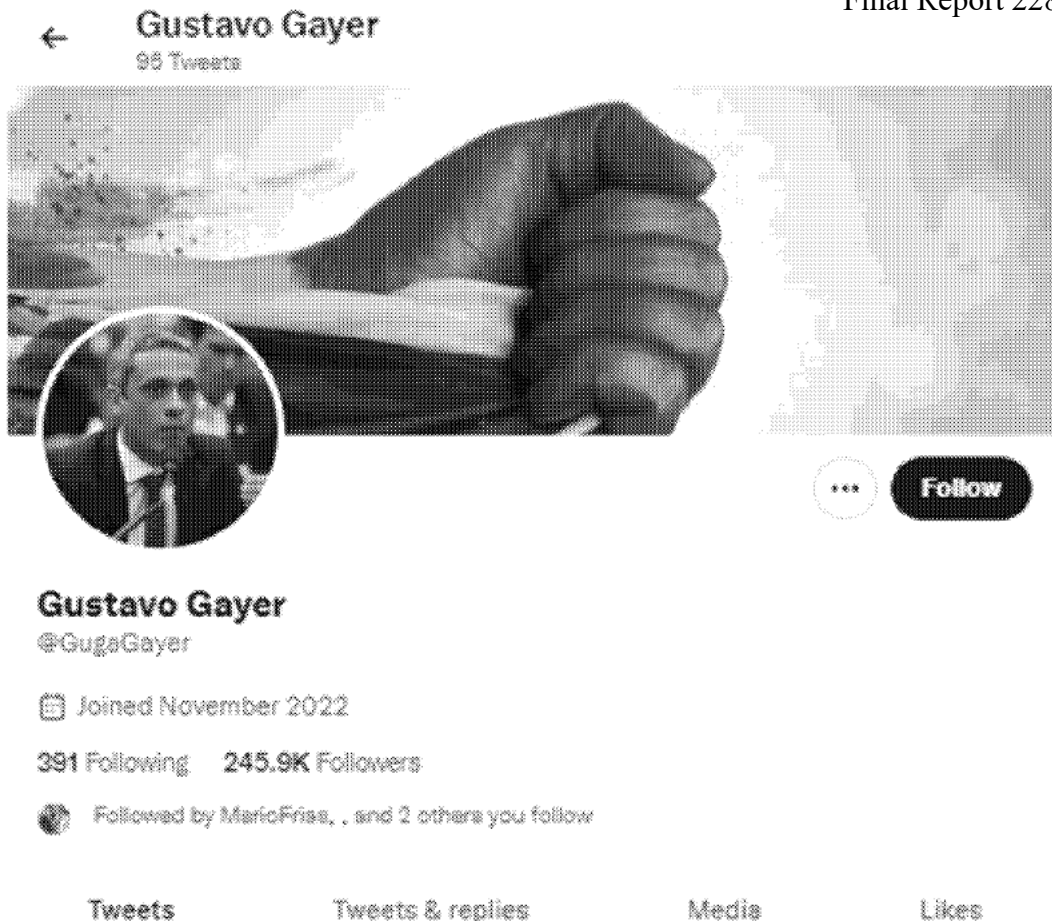 Final Report 228
Gustavo Gayer
95 Tweets
Follow
Gustavo Gayer
@GugaGayer
Joined November 2022
391 Following 245.9K Followers
Followed by MarioFrias, , and 2 others you follow
Tweets Tweets & replies Media Likes